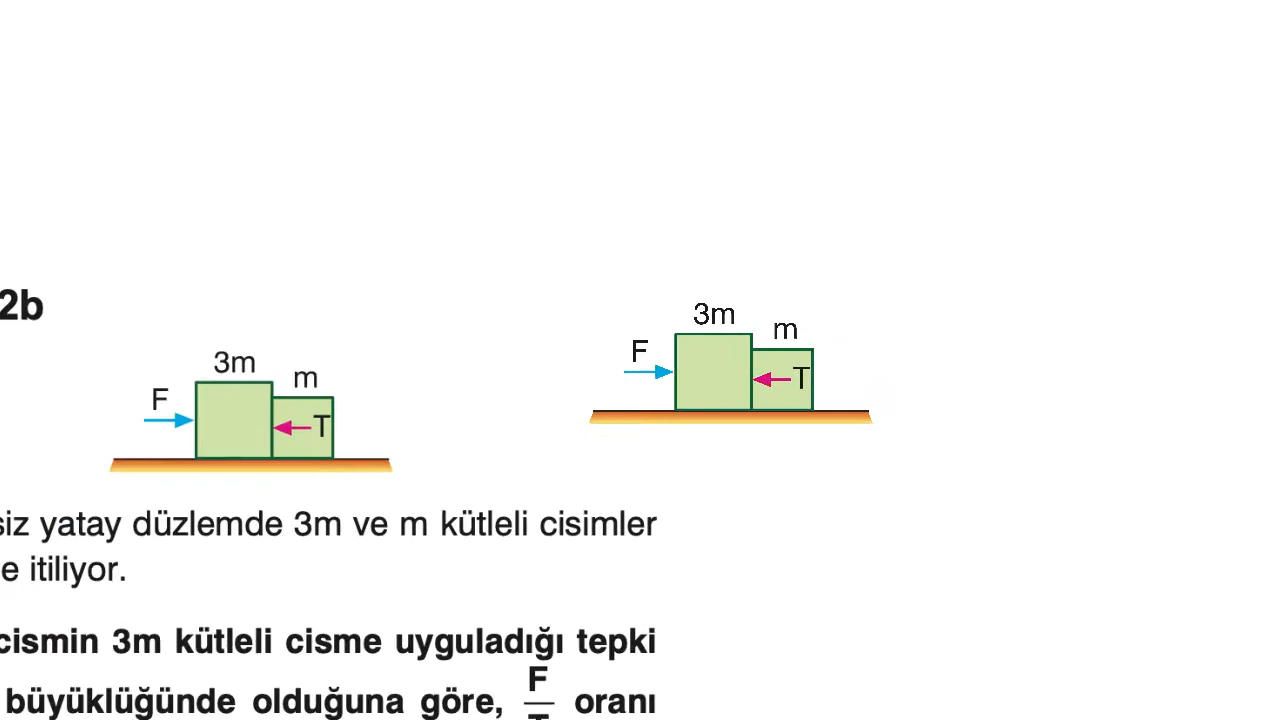 2b
3m
m
F
T
3m
m
F
T
yatay düzlemde 3m ve m kütleli cisimler
e itiliyor.
cismin 3m kütleli cisme uyguladığı tepki
büyüklüğünde olduğuna göre, F oranı